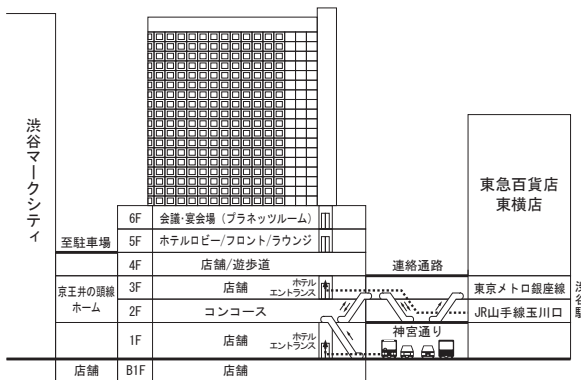 渋谷マークシティ
東急百貨店
東横店
6F 会議・宴会場（プラネッツルーム）
至駐車場 5F ホテルロビー/フロント/ラウンジ
4F 店舗/遊歩道 連絡通路
京王井の頭線
ホーム
3F 店舗 ホテル
エントランス
東京メトロ銀座線
2F コンコース
JR山手線玉川口
渋谷駅
神宮通り
1F 店舗 ホテル
エントランス
店舗 B1F 店舗